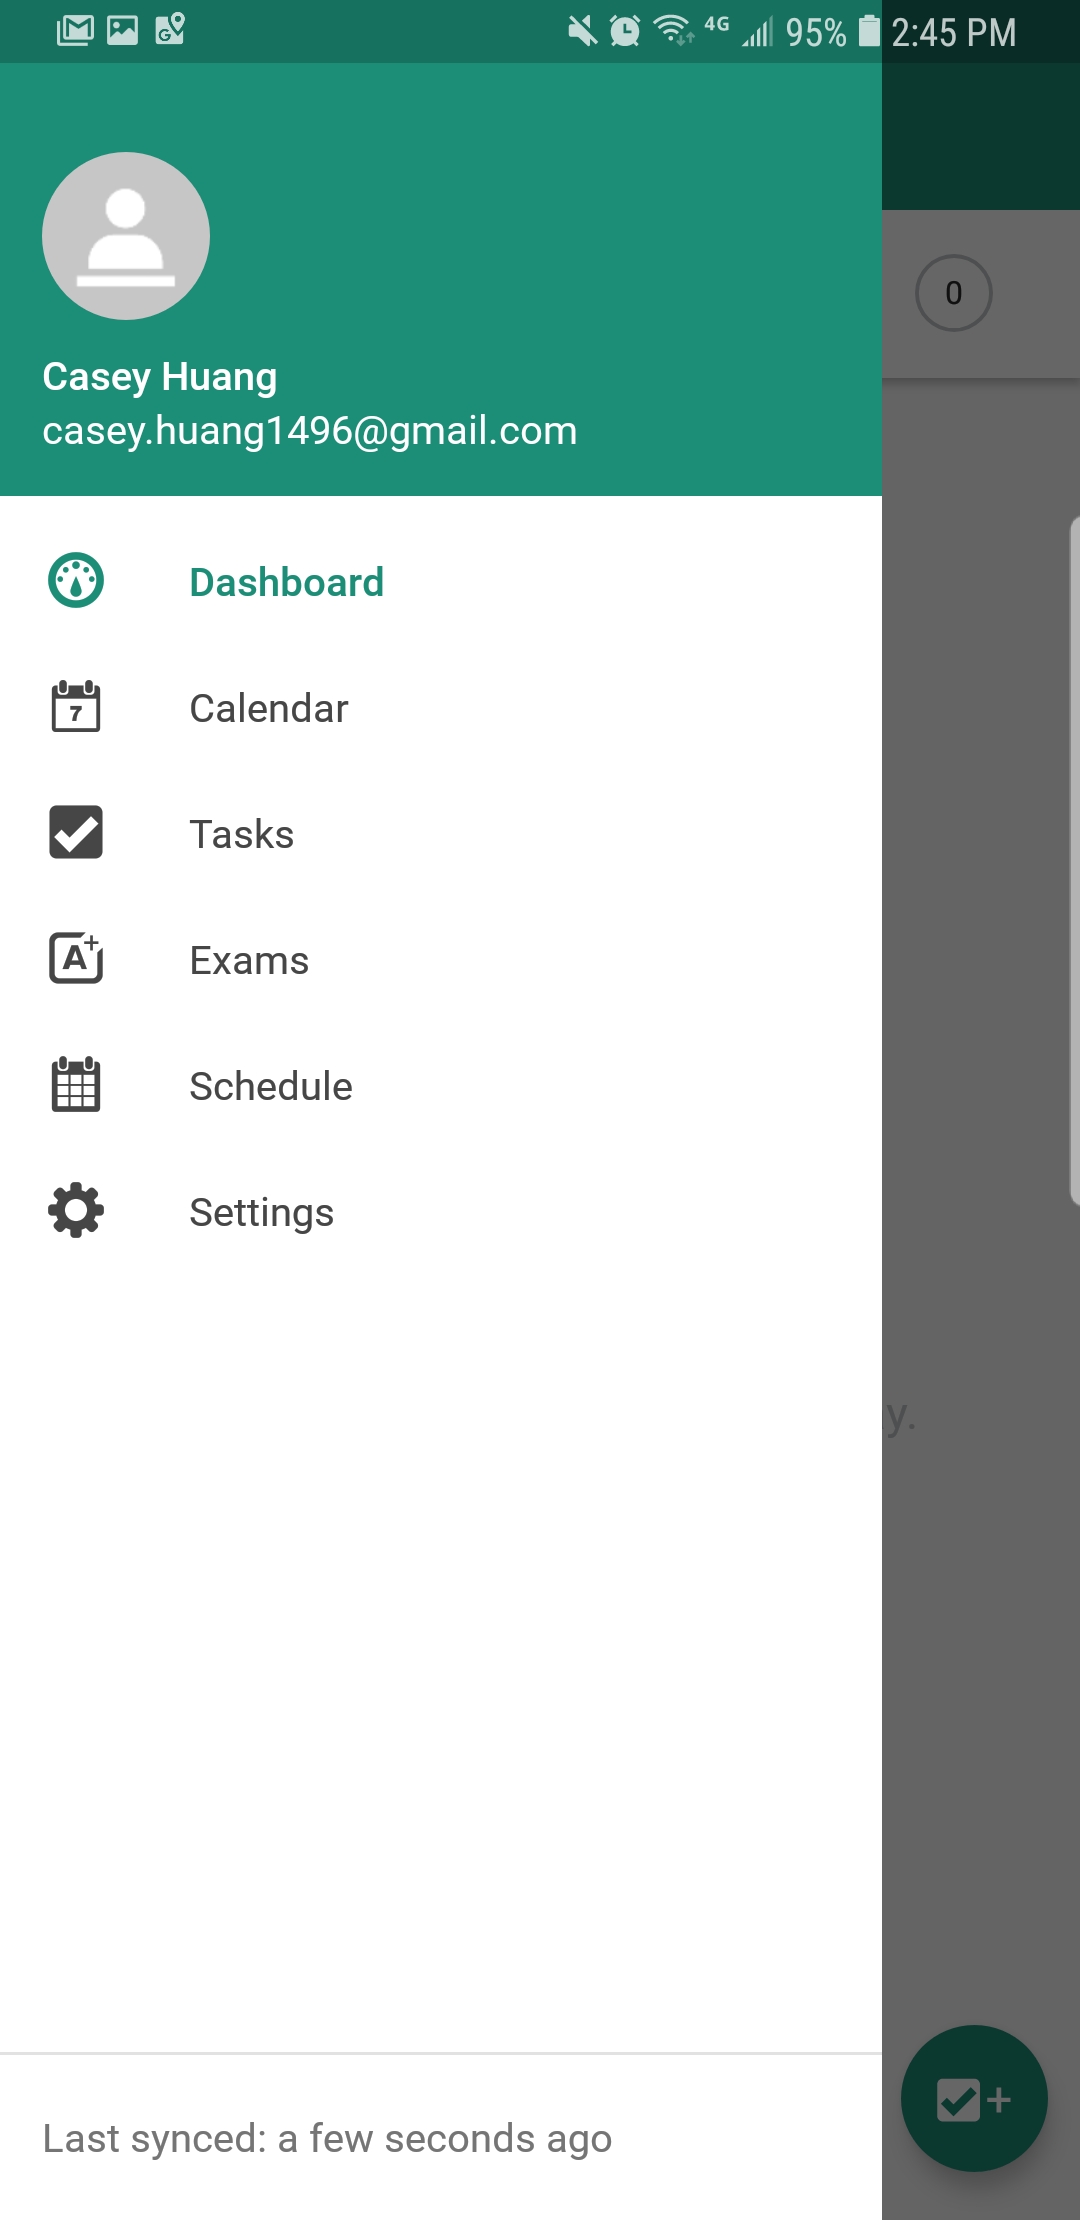 4G 95% 2:45 PM
0
Casey Huang
casey.huang1496@gmail.com
Dashboard
7 Calendar
Tasks
A+ Exams
Schedule
Settings
y.
Last synced: a few seconds ago